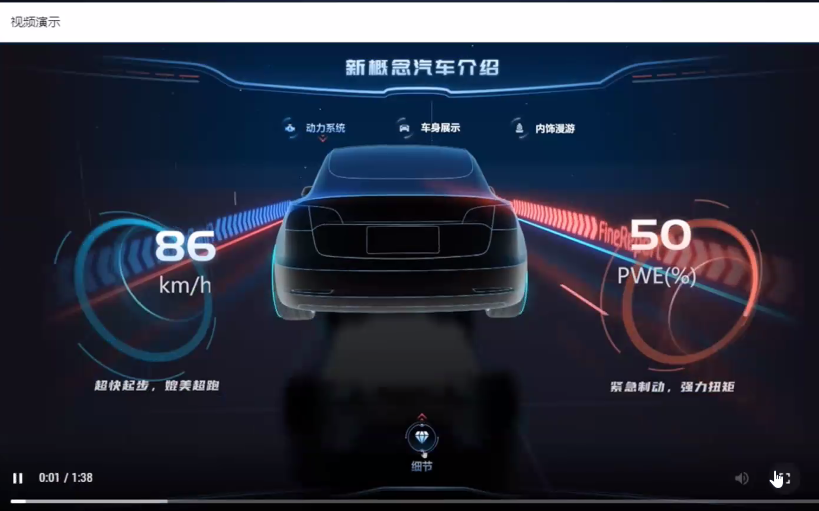 视频演示
新概念汽车介绍
动力系统 车身展示 内饰漫游
86
km/h
超快起步，媲美超跑
FineReport
50
PWE(%)
紧急制动，强力扭矩
细节
0:01 / 1:38